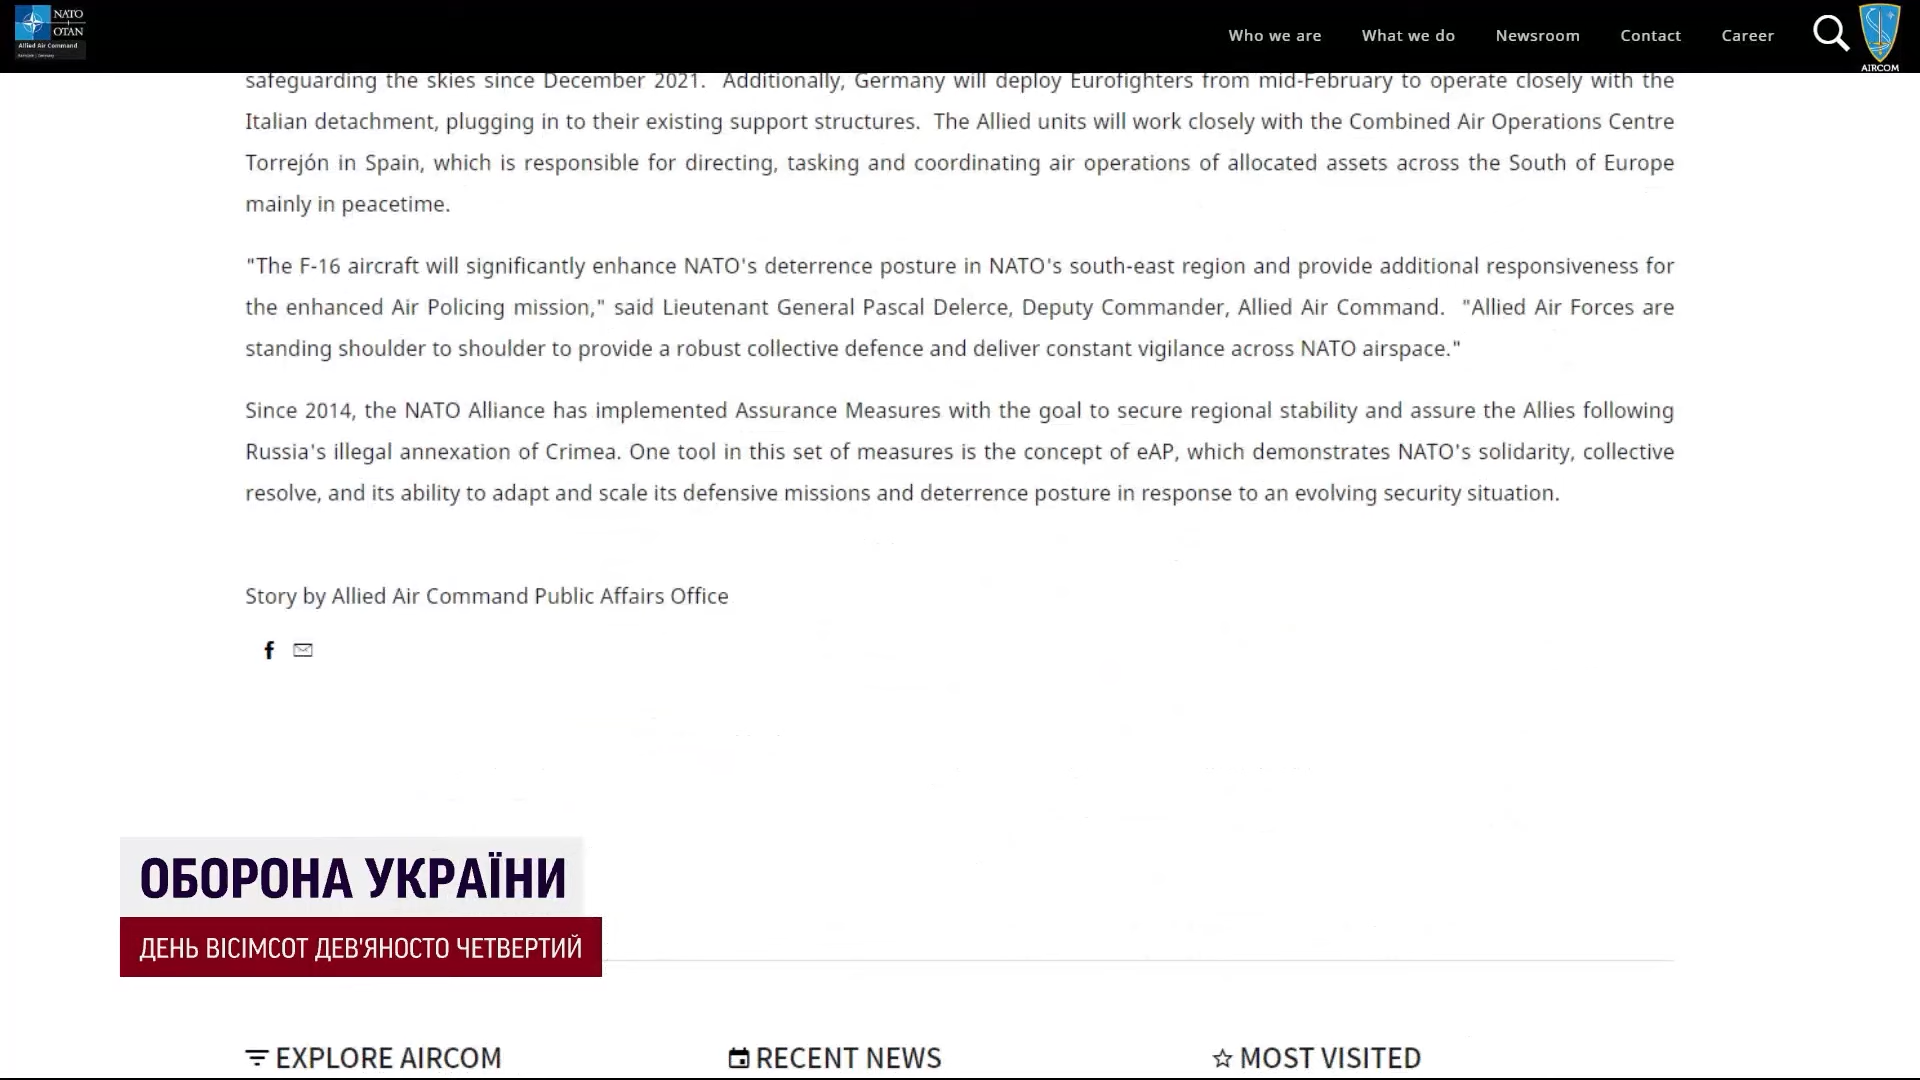 NATO
OTAN
Allied Air Command
Who we are
What we do
Newsroom
Contact
Career
AIRCOM
safeguarding the skies since December 2021.  Additionally, Germany will deploy Eurofighters from mid-February to operate closely with the
Italian detachment, plugging in to their existing support structures.  The Allied units will work closely with the Combined Air Operations Centre
Torrejón in Spain, which is responsible for directing, tasking and coordinating air operations of allocated assets across the South of Europe
mainly in peacetime.
"The F-16 aircraft will significantly enhance NATO's deterrence posture in NATO's south-east region and provide additional responsiveness for
the enhanced Air Policing mission," said Lieutenant General Pascal Delerce, Deputy Commander, Allied Air Command.  "Allied Air Forces are
standing shoulder to shoulder to provide a robust collective defence and deliver constant vigilance across NATO airspace."
Since 2014, the NATO Alliance has implemented Assurance Measures with the goal to secure regional stability and assure the Allies following
Russia's illegal annexation of Crimea. One tool in this set of measures is the concept of eAP, which demonstrates NATO's solidarity, collective
resolve, and its ability to adapt and scale its defensive missions and deterrence posture in response to an evolving security situation.
Story by Allied Air Command Public Affairs Office
ОБОРОНА УКРАЇНИ
ДЕНЬ ВІСІМСОТ ДЕВ'ЯНОСТО ЧЕТВЕРТИЙ
EXPLORE AIRCOM
RECENT NEWS
MOST VISITED